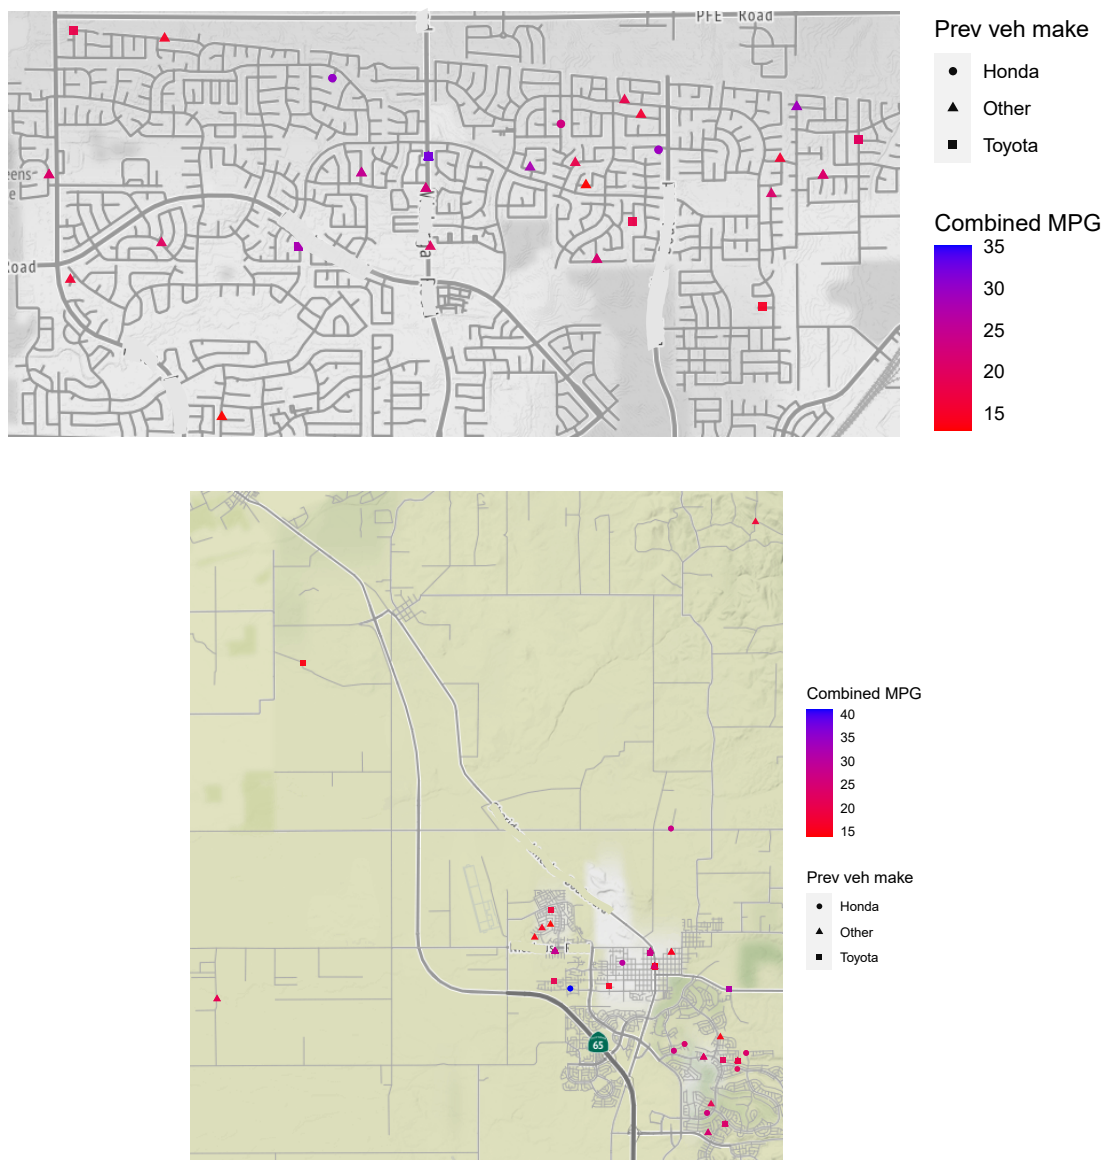 PFE Road
eens-
e
Road
Prev veh make
Honda
Other
Toyota
Combined MPG
35
30
25
20
15
65
Combined MPG
40
35
30
25
20
15
Prev veh make
Honda
Other
Toyota